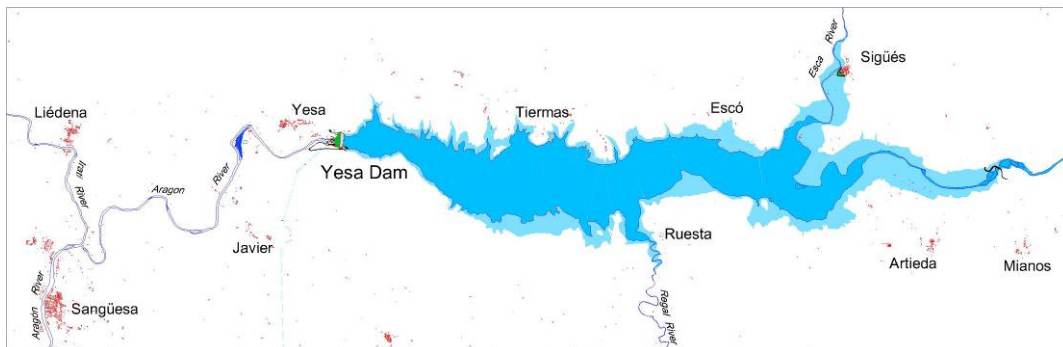 Esca River
Sigüés
Liédena
Yesa
Tiermas
Escó
Yesa Dam
Irati River
Aragon River
Javier
Ruesta
Artieda
Mianos
Regal River
Aragón River
Sangüesa